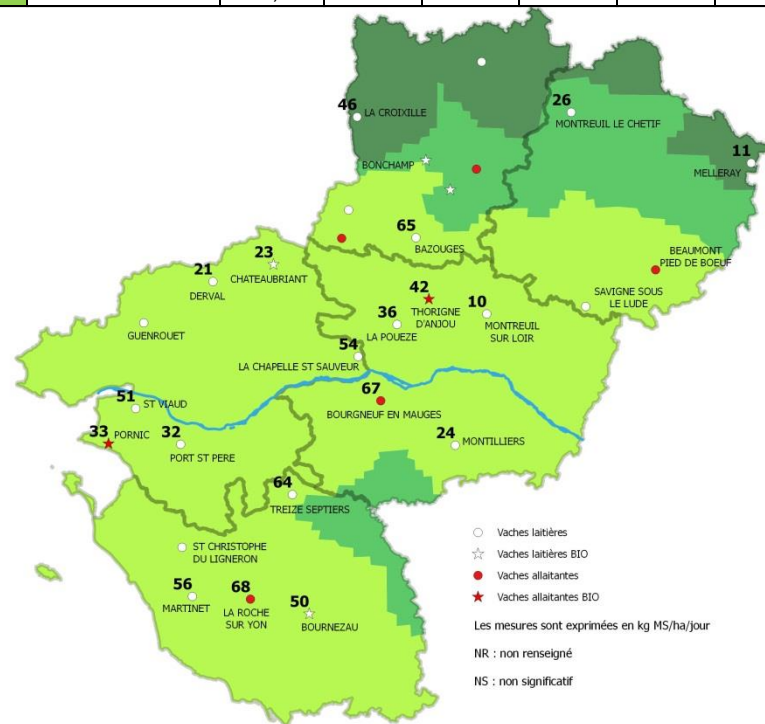 46
LA CROIXILLE
26
MONTREUIL LE CHETIF
11
MELLERAY
BONCHAMP
65
BAZOUGES
BEAUMONT
PIED DE BOEUF
23
CHATEAUBRIANT
21
DERVAL
42
THORIGNE
D'ANJOU
10
MONTREUIL
SUR LOIR
SAVIGNE SOUS
LE LUDE
36
LA POUEZE
GUENROUET
54
LA CHAPELLE ST SAUVEUR
51
ST VIAUD
67
BOURGNEUF EN MAUGES
33
PORNIC
32
PORT ST PERE
24
MONTILLIERS
64
TREIZE SEPTIERS
ST CHRISTOPHE
DU LIGNERON
56
MARTINET
68
LA ROCHE
SUR YON
50
BOURNEZAU
Vaches laitières
Vaches laitières BIO
Vaches allaitantes
Vaches allaitantes BIO
Les mesures sont exprimées en kg MS/ha/jour
NR : non renseigné
NS : non significatif